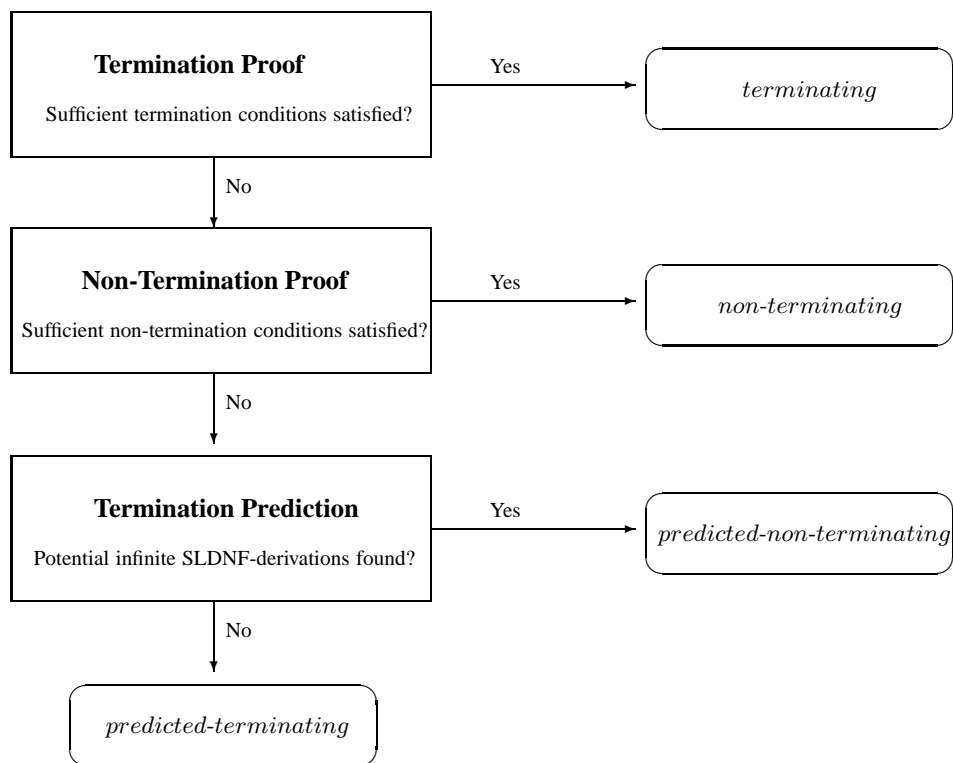 Termination Proof
Sufficient termination conditions satisfied?
Yes
terminating
No
Non-Termination Proof
Sufficient non-termination conditions satisfied?
Yes
non-terminating
No
Termination Prediction
Potential infinite SLDNF-derivations found?
Yes
predicted-non-terminating
No
predicted-terminating